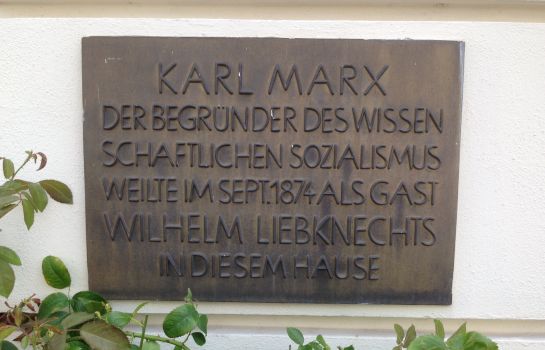 KARL MARX
DER BEGRÜNDER DES WISSEN
SCHAFTLICHEN SOZIALISMUS
WEILTE IM SEPT. 1874 ALS GAST
WILHELM LIEBKNECHTS
IN DIESEM HAUSE